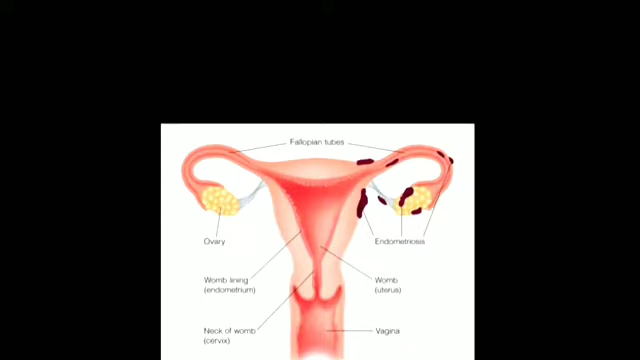 Fallopian tubes
Ovary
Endometriosis
Womb lining
(endometrium)
Womb
(uterus)
Neck of womb
(cervix)
Vagina